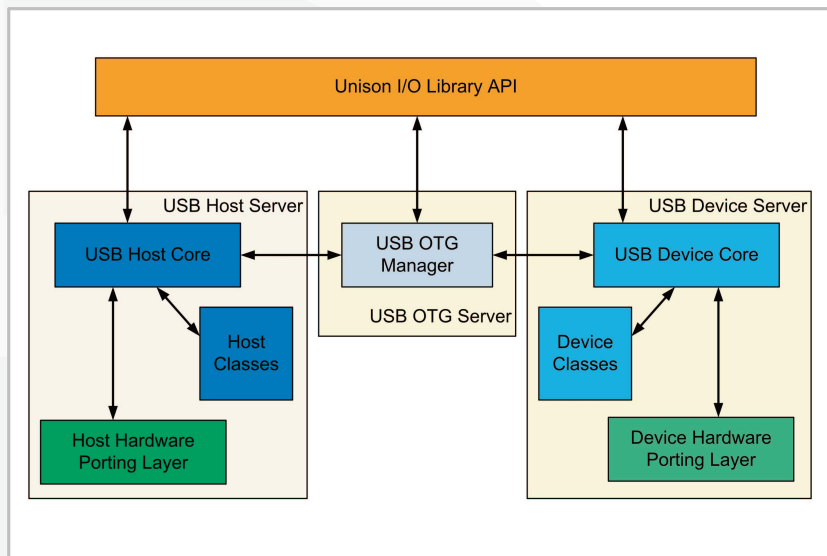 Unison I/O Library API
USB Host Server
USB Device Server
USB Host Core
USB OTG
Manager
USB Device Core
USB OTG Server
Host
Classes
Device
Classes
Host Hardware
Porting Layer
Device Hardware
Porting Layer